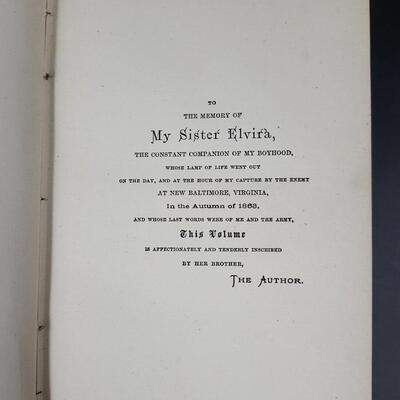 TO
THE MEMORY OF
My Sister Elvira,
THE CONSTANT COMPANION OF MY BOYHOOD,
WHOSE LAMP OF LIFE WENT OUT
ON THE DAY, AND AT THE HOUR OF MY CAPTURE BY THE ENEMY
AT NEW BALTIMORE, VIRGINIA,
In the Autumn of 1863,
AND WHOSE LAST WORDS WERE OF ME AND THE ARMY,
This Volume
IS AFFECTIONATELY AND TENDERLY INSCRIBED
BY HER BROTHER,
THE AUTHOR.